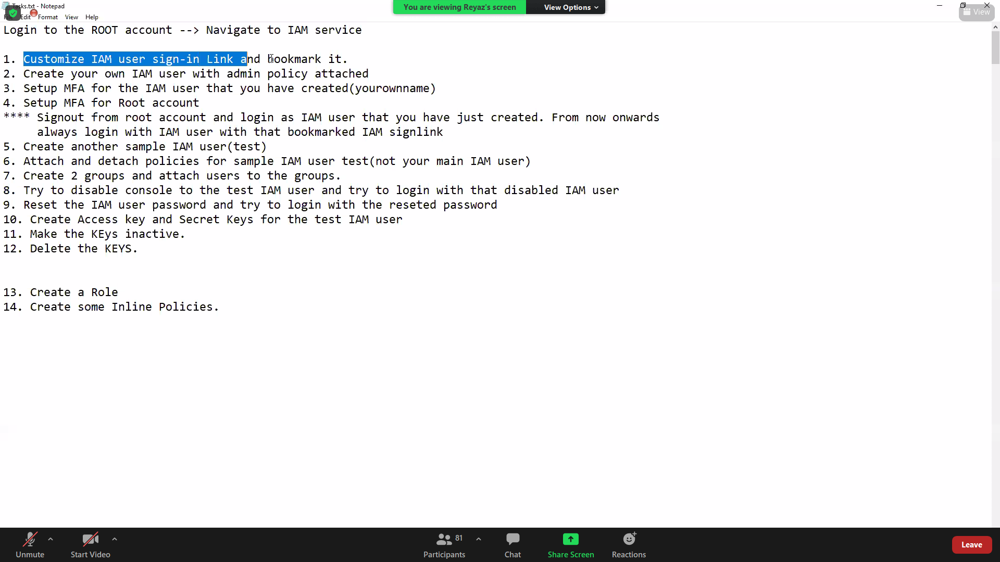 Tasks.txt - Notepad
You are viewing Reyaz's screen
View Options
View
File Edit Format View Help
Login to the ROOT account --> Navigate to IAM service
1. Customize IAM user sign-in Link and bookmark it.
2. Create your own IAM user with admin policy attached
3. Setup MFA for the IAM user that you have created(yourownname)
4. Setup MFA for Root account
**** Signout from root account and login as IAM user that you have just created. From now onwards
always login with IAM user with that bookmarked IAM signlink
5. Create another sample IAM user(test)
6. Attach and detach policies for sample IAM user test(not your main IAM user)
7. Create 2 groups and attach users to the groups.
8. Try to disable console to the test IAM user and try to login with that disabled IAM user
9. Reset the IAM user password and try to login with the reseted password
10. Create Access key and Secret Keys for the test IAM user
11. Make the KEys inactive.
12. Delete the KEYS.
13. Create a Role
14. Create some Inline Policies.
81
Unmute
Start Video
Participants
Chat
Share Screen
Reactions
Leave